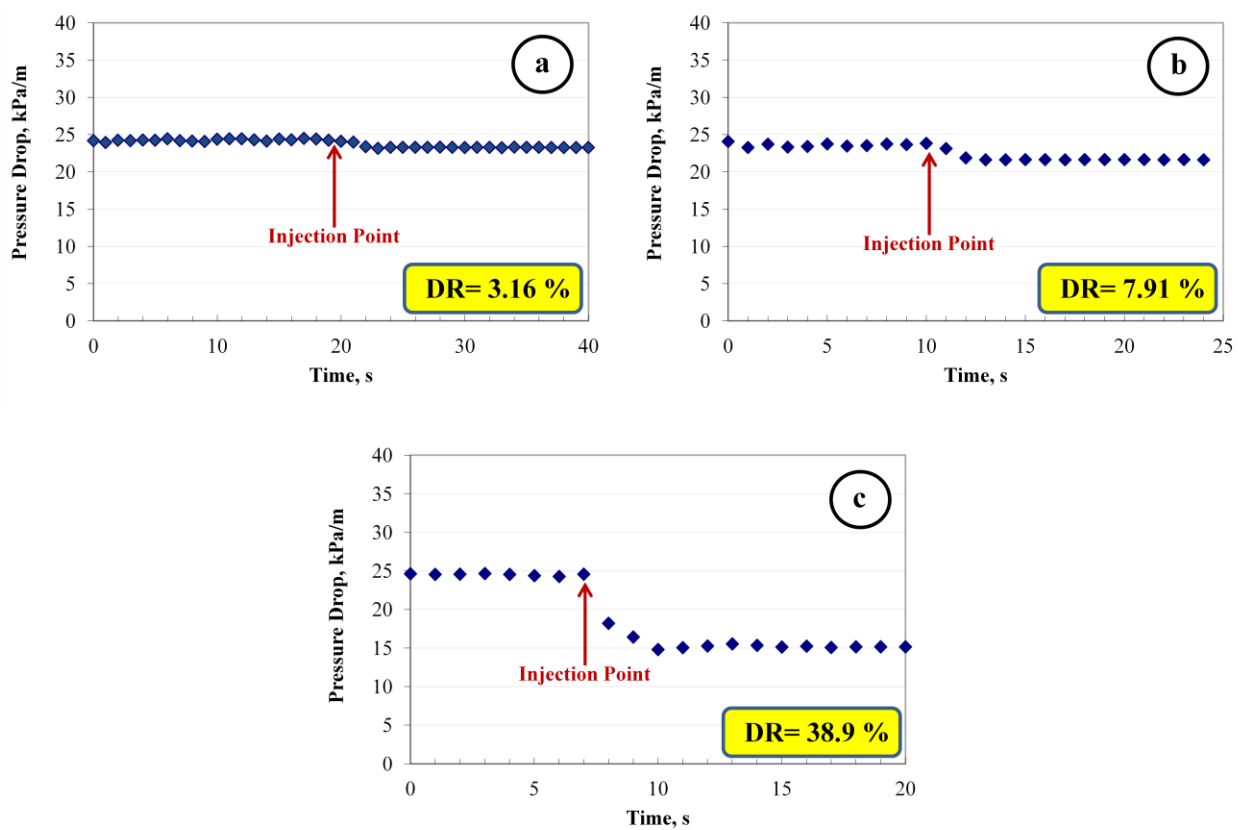 a
Pressure Drop, kPa/m
40
35
30
25
20
15
10
5
0
Injection Point
DR= 3.16 %
0 10 20 30 40
Time, s
b
Pressure Drop, kPa/m
40
35
30
25
20
15
10
5
0
Injection Point
DR= 7.91 %
0 5 10 15 20 25
Time, s
c
Pressure Drop, kPa/m
40
35
30
25
20
15
10
5
0
Injection Point
DR= 38.9 %
0 5 10 15 20
Time, s